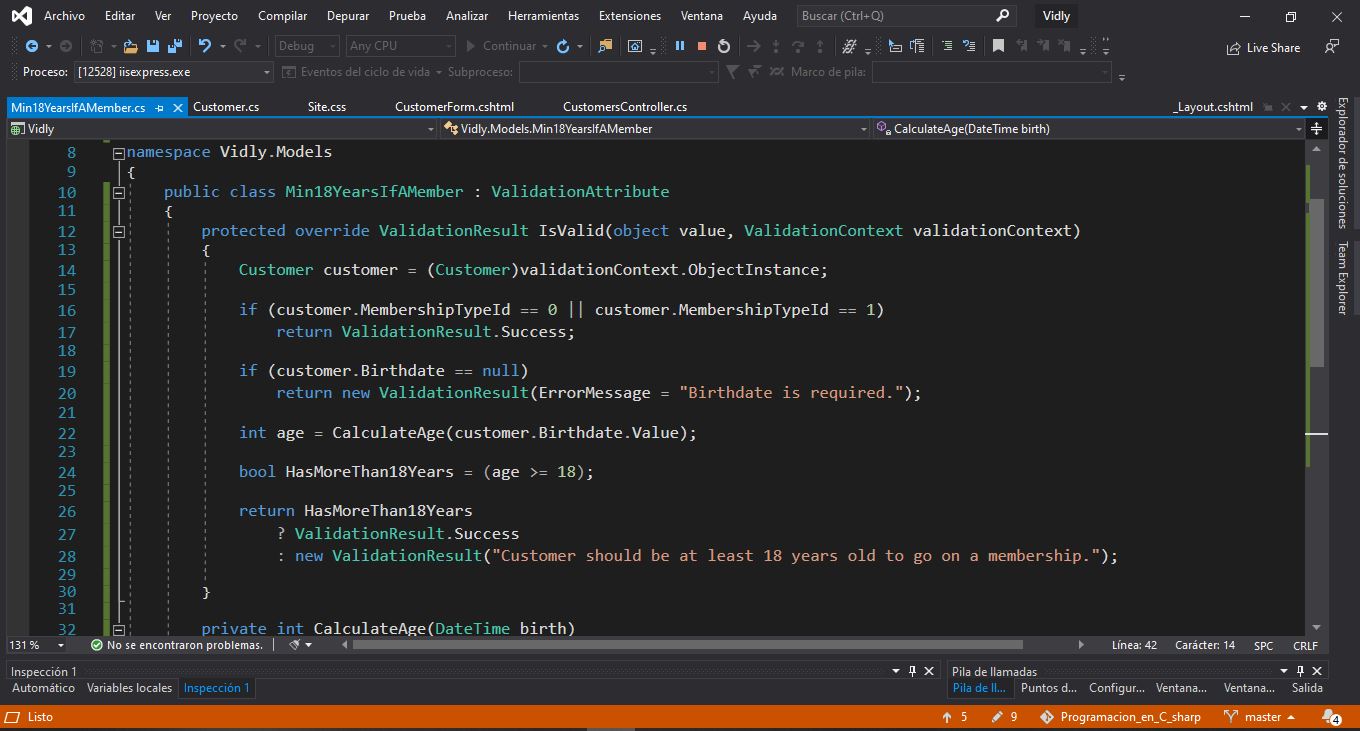 Archivo Editar Ver Proyecto Compilar Depurar Prueba Analizar Herramientas Extensiones Ventana Ayuda Buscar (Ctrl+Q) Vidly
Debug Any CPU Continuar Live Share
Proceso: [12528] iisexpress.exe Eventos del ciclo de vida Subproceso: Marco de pila:
Min18YearsIfAMember.cs Customer.cs Site.css CustomerForm.cshtml CustomersController.cs _Layout.cshtml
Vidly Vidly.Models.Min18YearsIfAMember CalculateAge(DateTime birth)
8 namespace Vidly.Models
9 {
10 public class Min18YearsIfAMember : ValidationAttribute
11 {
12 protected override ValidationResult IsValid(object value, ValidationContext validationContext)
13 {
14 Customer customer = (Customer)validationContext.ObjectInstance;
15
16 if (customer.MembershipTypeId == 0 || customer.MembershipTypeId == 1)
17 return ValidationResult.Success;
18
19 if (customer.Birthdate == null)
20 return new ValidationResult(ErrorMessage = "Birthdate is required.");
21
22 int age = CalculateAge(customer.Birthdate.Value);
23
24 bool HasMoreThan18Years = (age >= 18);
25
26 return HasMoreThan18Years
27 ? ValidationResult.Success
28 : new ValidationResult("Customer should be at least 18 years old to go on a membership.");
29
30 }
31
32 private int CalculateAge(DateTime birth)
Explorador de soluciones
Team Explorer
131 % No se encontraron problemas. Línea: 42 Carácter: 14 SPC CRLF
Inspección 1 Pila de llamadas
Automático Variables locales Inspección 1 Pila de ll... Puntos d... Configur... Ventana... Ventana... Salida
Listo 5 9 Programacion_en_C_sharp master 4